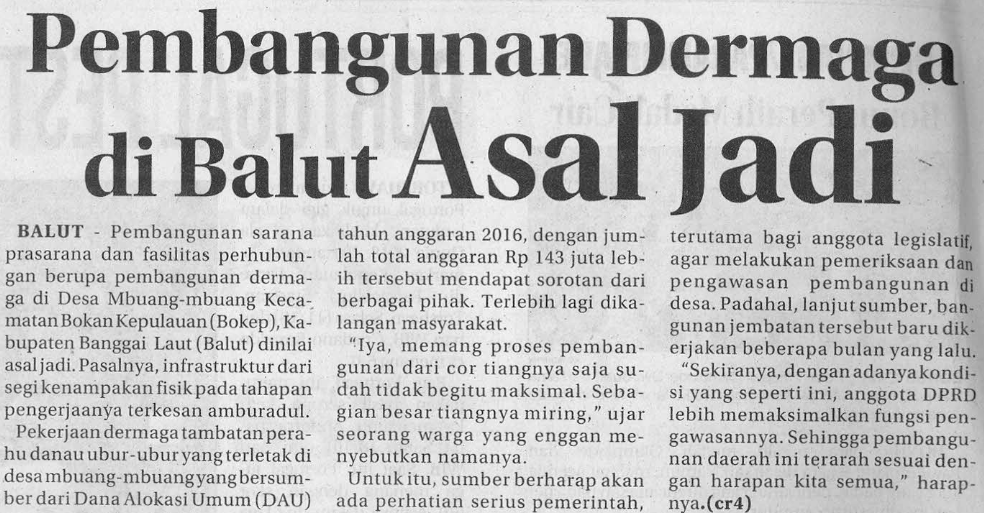 Pembangunan Dermaga
di Balut Asal Jadi
BALUT - Pembangunan sarana
prasarana dan fasilitas perhubun-
gan berupa pembangunan derma-
ga di Desa Mbuang-mbuang Keca-
matan Bokan Kepulauan (Bokep), Ka-
bupaten Banggai Laut (Balut) dinilai
asal jadi. Pasalnya, infrastruktur dari
segi kenampakan fisik pada tahapan
pengerjaanya terkesan amburadul.
Pekerjaan dermaga tambatan pera-
hu danau ubur-ubur yang terletak di
desa mbuang-mbuang yang bersum-
ber dari Dana Alokasi Umum (DAU)
tahun anggaran 2016, dengan jum-
lah total anggaran Rp 143 juta leb-
ih tersebut mendapat sorotan dari
berbagai pihak. Terlebih lagi dika-
langan masyarakat.
"Iya, memang proses pemban-
gunan dari cor tiangnya saja su-
dah tidak begitu maksimal. Seba-
gian besar tiangnya miring," ujar
seorang warga yang enggan me-
nyebutkan namanya.
Untuk itu, sumber berharap akan
ada perhatian serius pemerintah,
terutama bagi anggota legislatif,
agar melakukan pemeriksaan dan
pengawasan pembangunan di
desa. Padahal, lanjut sumber, ban-
gunan jembatan tersebut baru dik-
erjakan beberapa bulan yang lalu.
"Sekiranya, dengan adanya kondi-
si yang seperti ini, anggota DPRD
lebih memaksimalkan fungsi pen-
gawasannya. Sehingga pembangu-
nan daerah ini terarah sesuai den-
gan harapan kita semua," harap-
nya.(cr4)